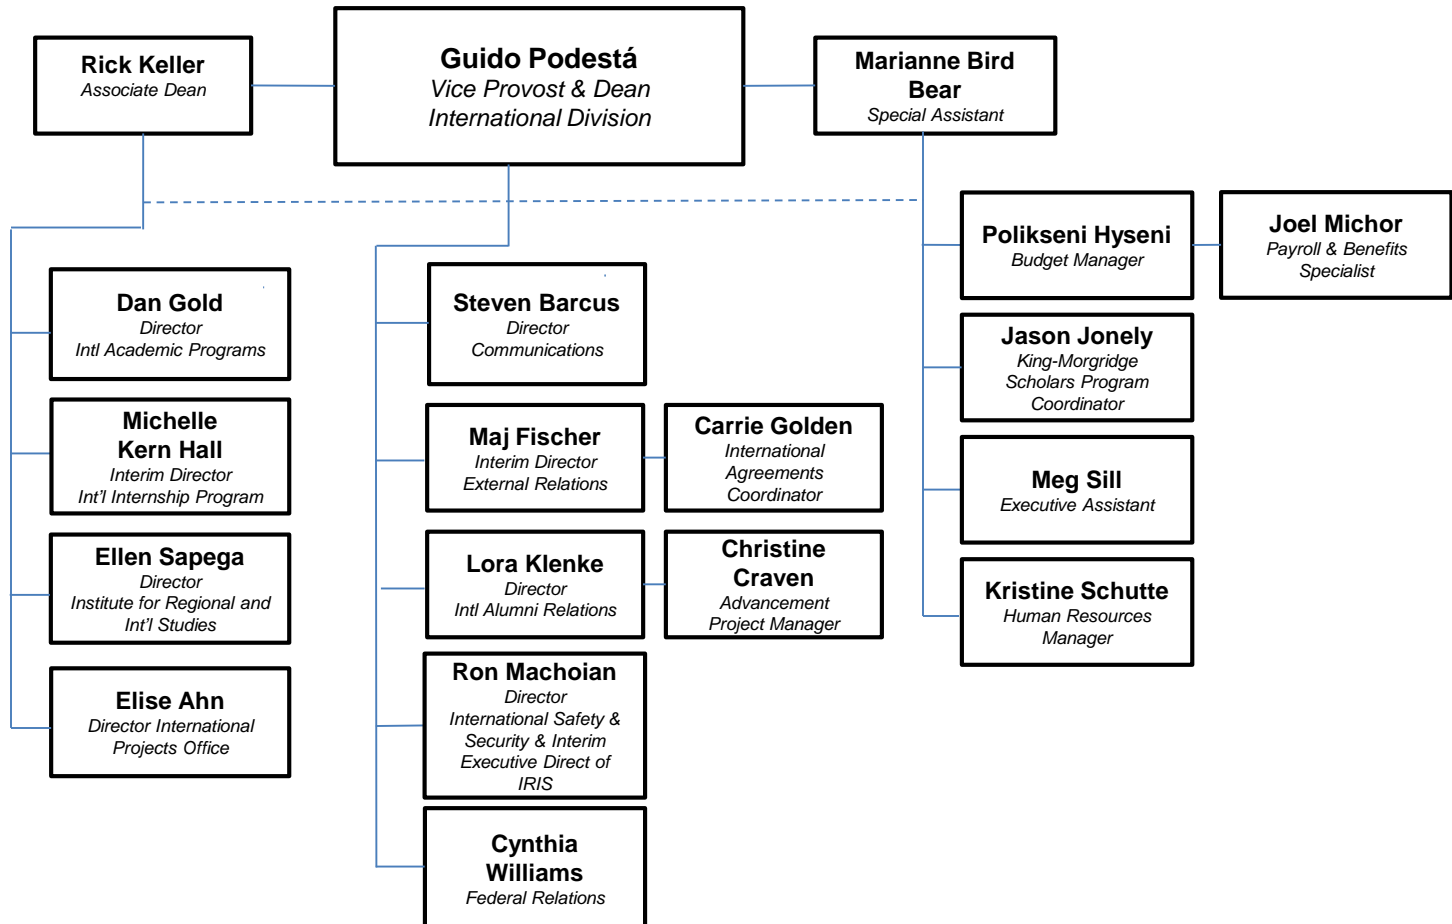 Rick Keller
Associate Dean
Guido Podestá
Vice Provost & Dean
International Division
Marianne Bird
Bear
Special Assistant
Dan Gold
Director
Intl Academic Programs
Michelle
Kern Hall
Interim Director
Int'l Internship Program
Ellen Sapega
Director
Institute for Regional and
Int'l Studies
Elise Ahn
Director International
Projects Office
Steven Barcus
Director
Communications
Maj Fischer
Interim Director
External Relations
Carrie Golden
International
Agreements
Coordinator
Lora Klenke
Director
Intl Alumni Relations
Christine
Craven
Advancement
Project Manager
Ron Machoian
Director
International Safety &
Security & Interim
Executive Direct of
IRIS
Cynthia
Williams
Federal Relations
Polikseni Hyseni
Budget Manager
Joel Michor
Payroll & Benefits
Specialist
Jason Jonely
King-Morgridge
Scholars Program
Coordinator
Meg Sill
Executive Assistant
Kristine Schutte
Human Resources
Manager